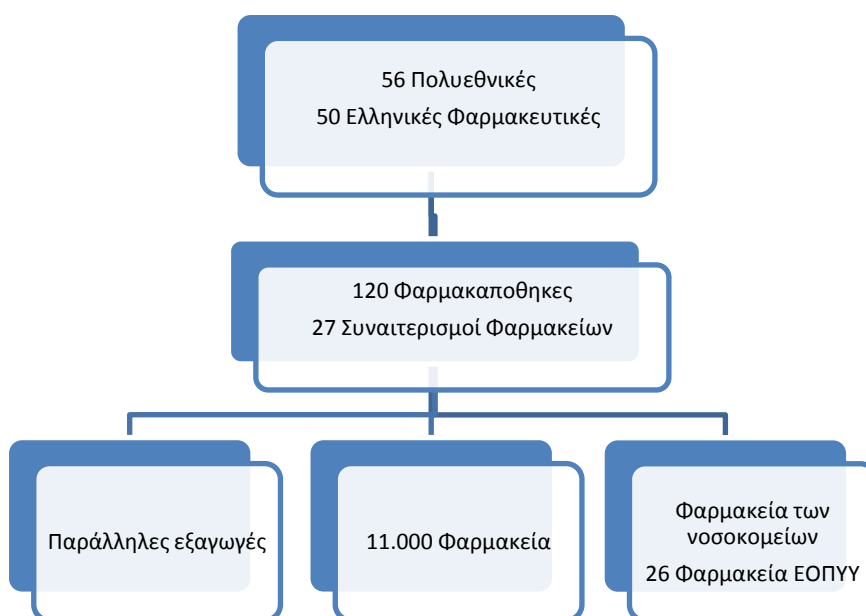 56 Πολυεθνικές
50 Ελληνικές Φαρμακευτικές
120 Φαρμακαποθηκες
27 Συναιτερισμοί Φαρμακείων
Παράλληλες εξαγωγές
11.000 Φαρμακεία
Φαρμακεία των
νοσοκομείων
26 Φαρμακεία ΕΟΠΥΥ